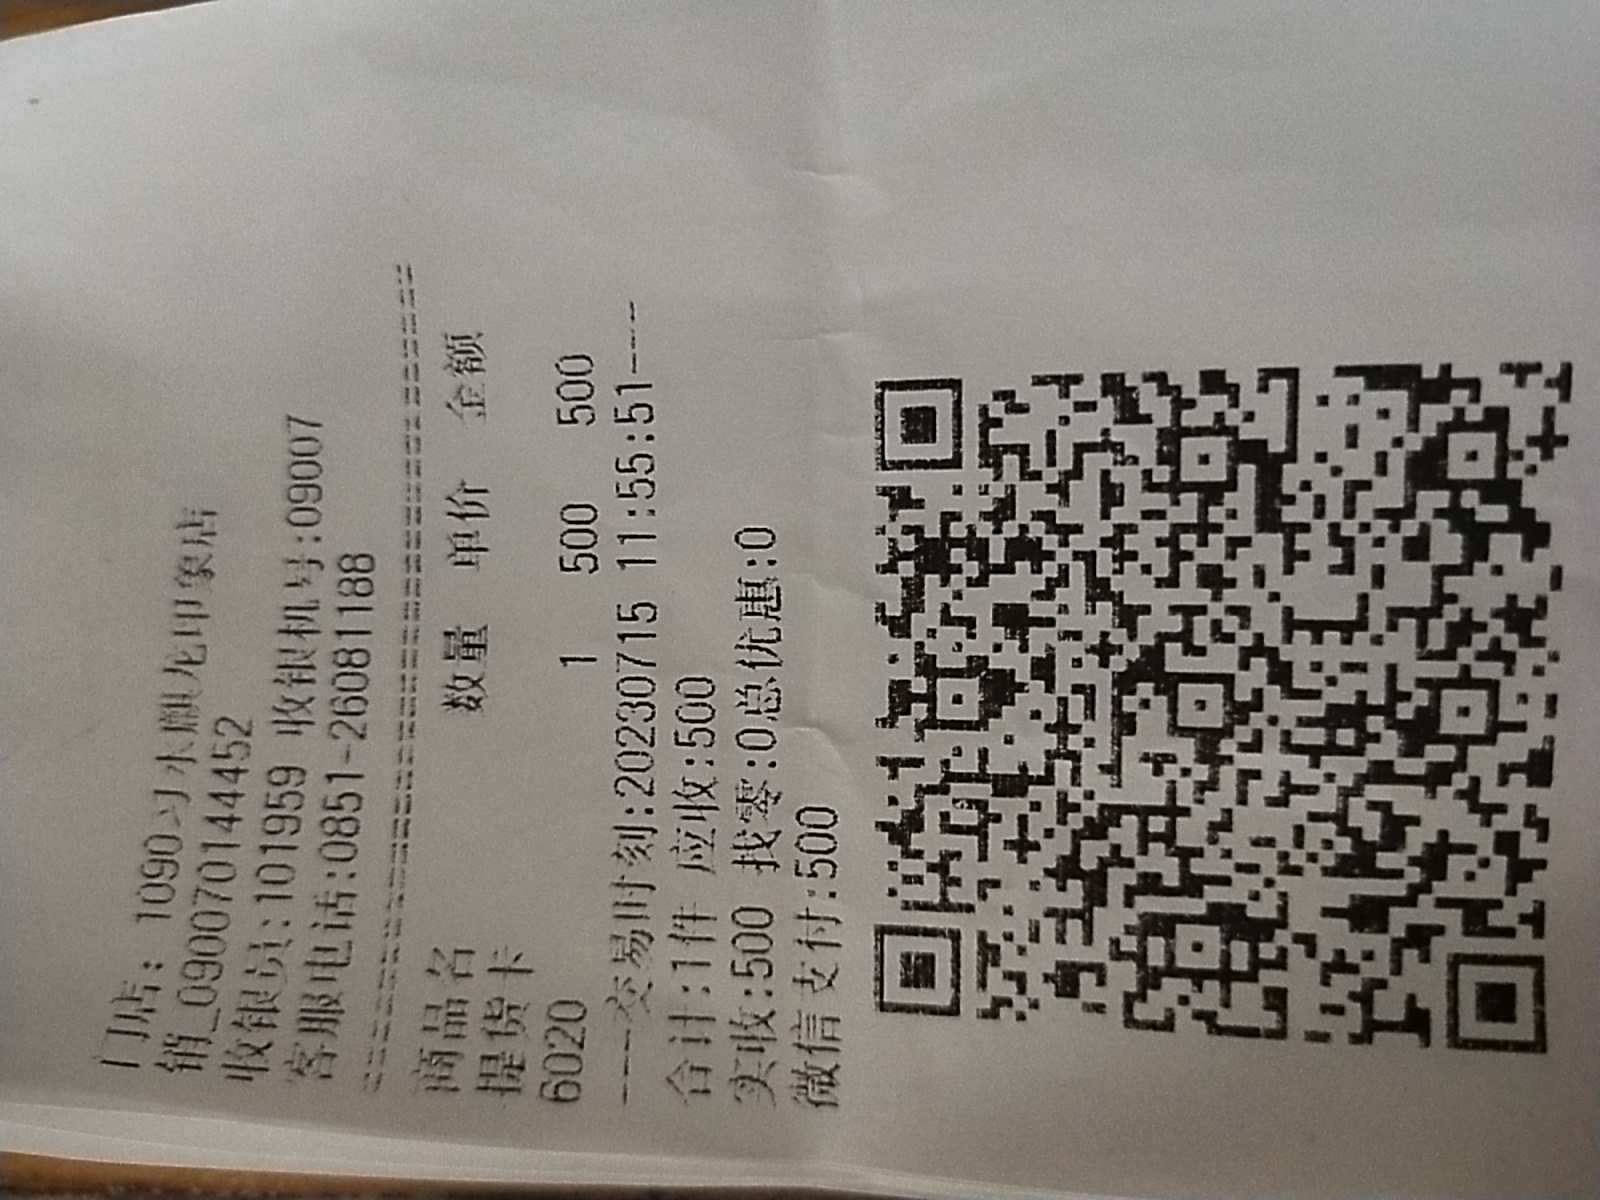 门店: 1090习水麒龙印象店
销_090070144452
收银员:101959 收银机号:09007
客服电话:0851-26081188
商品名 数量 单价 金额
提货卡
6020 1 500 500
----交易时刻:20230715 11:55:51----
合计:1件 应收:500
实收:500 找零:0总优惠:0
微信支付:500